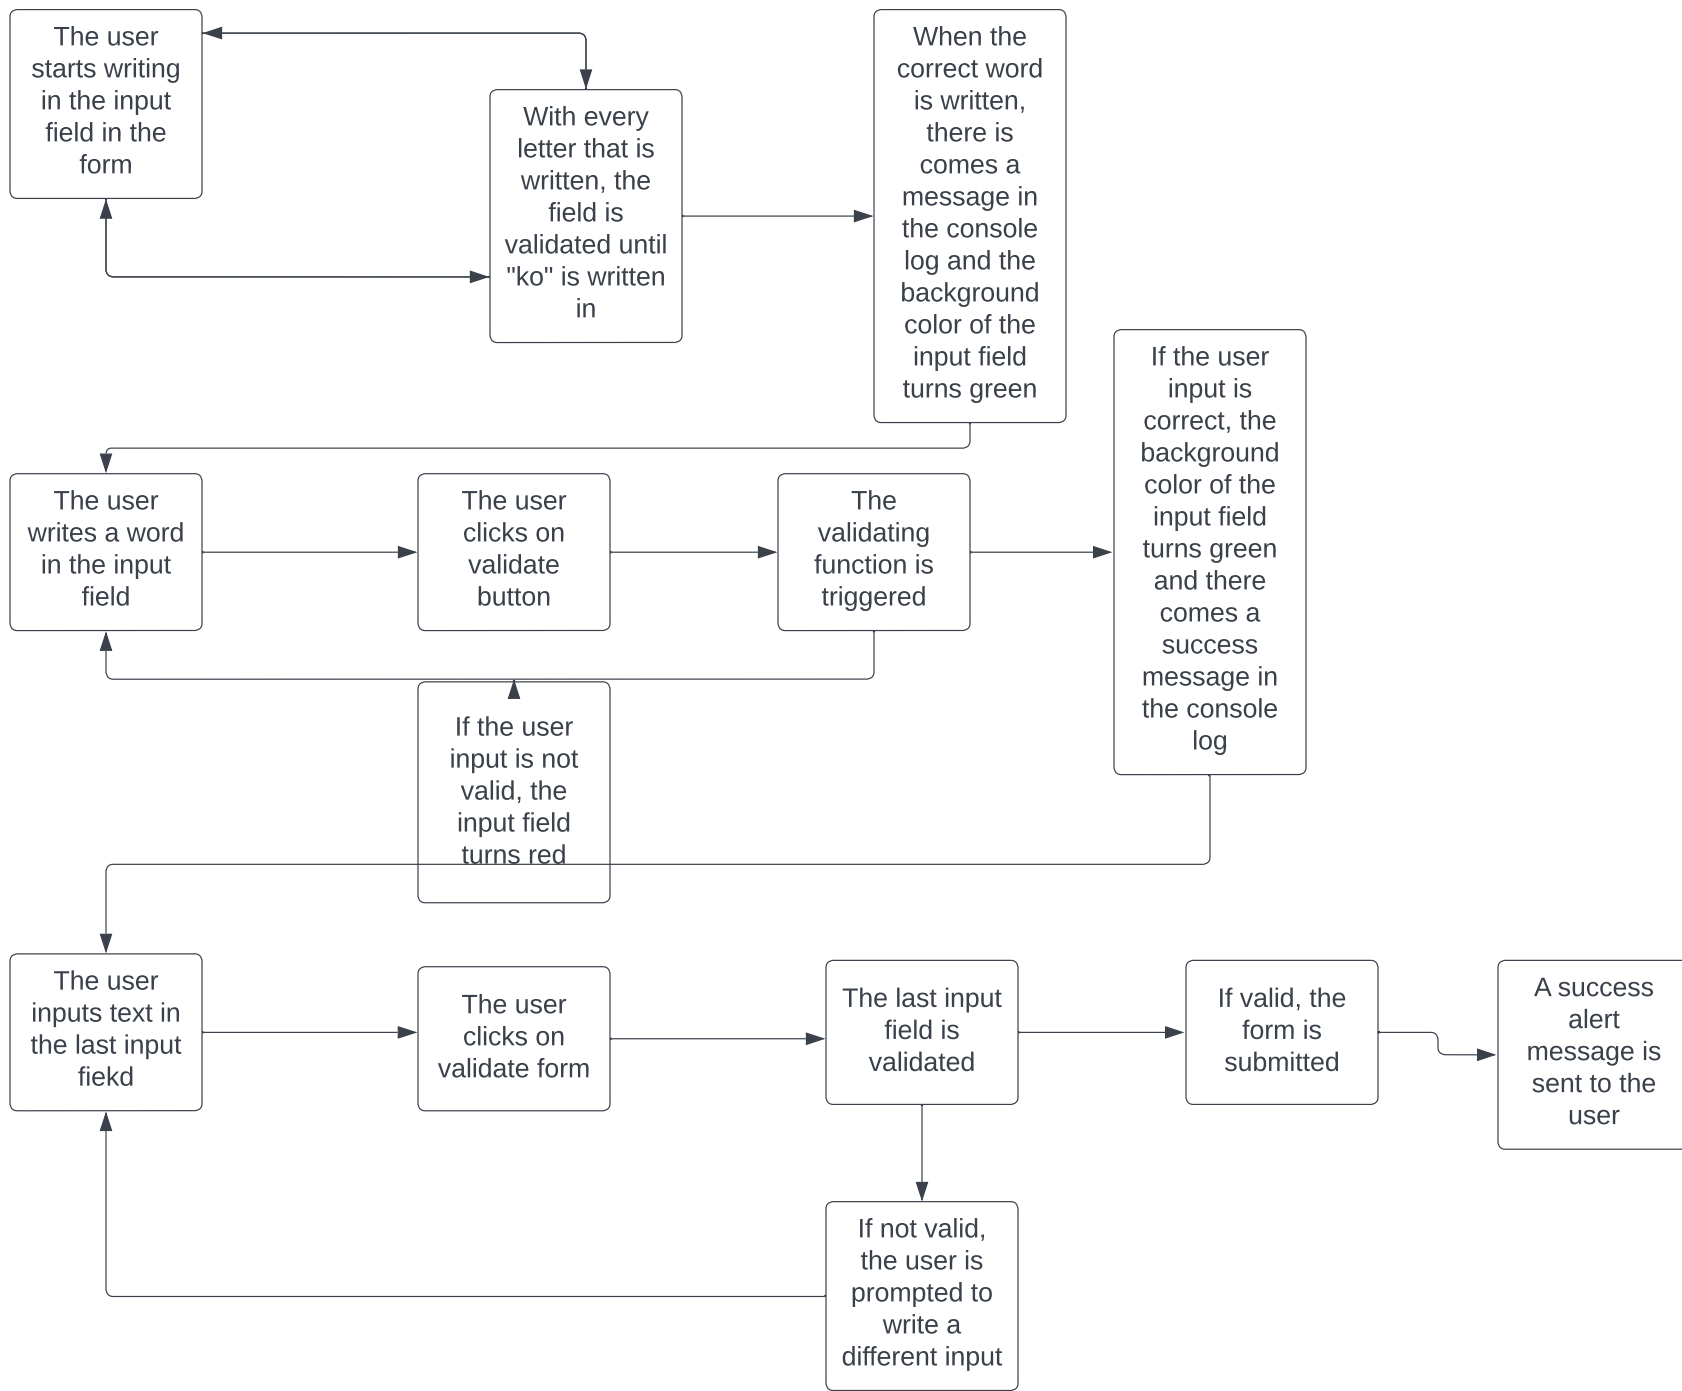 The user
starts writing
in the input
field in the
form
With every
letter that is
written, the
field is
validated until
"ko" is written
in
When the
correct word
is written,
there is
comes a
message in
the console
log and the
background
color of the
input field
turns green
The user
writes a word
in the input
field
The user
clicks on
validate
button
The
validating
function is
triggered
If the user
input is
correct, the
background
color of the
input field
turns green
and there
comes a
success
message in
the console
log
If the user
input is not
valid, the
input field
turns red
The user
inputs text in
the last input
fiekd
The user
clicks on
validate form
The last input
field is
validated
If valid, the
form is
submitted
A success
alert
message is
sent to the
user
If not valid,
the user is
prompted to
write a
different input